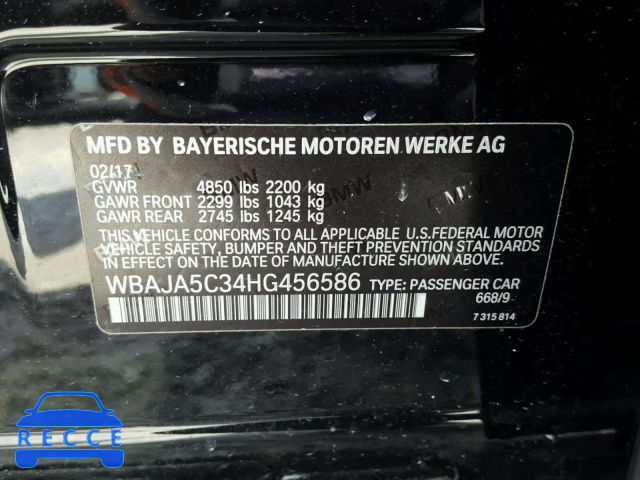 MFD BY BAYERISCHE MOTOREN WERKE AG
02/17
GVWR 4850 lbs 2200 kg
GAWR FRONT 2299 lbs 1043 kg
GAWR REAR 2745 lbs 1245 kg
BMW
THIS VEHICLE CONFORMS TO ALL APPLICABLE U.S.FEDERAL MOTOR
VEHICLE SAFETY, BUMPER AND THEFT PREVENTION STANDARDS
IN EFFECT ON THE DATE OF MANUFACTURE SHOWN ABOVE.
WBAJA5C34HG456586 TYPE: PASSENGER CAR
668/9
7 315 814
RECCE